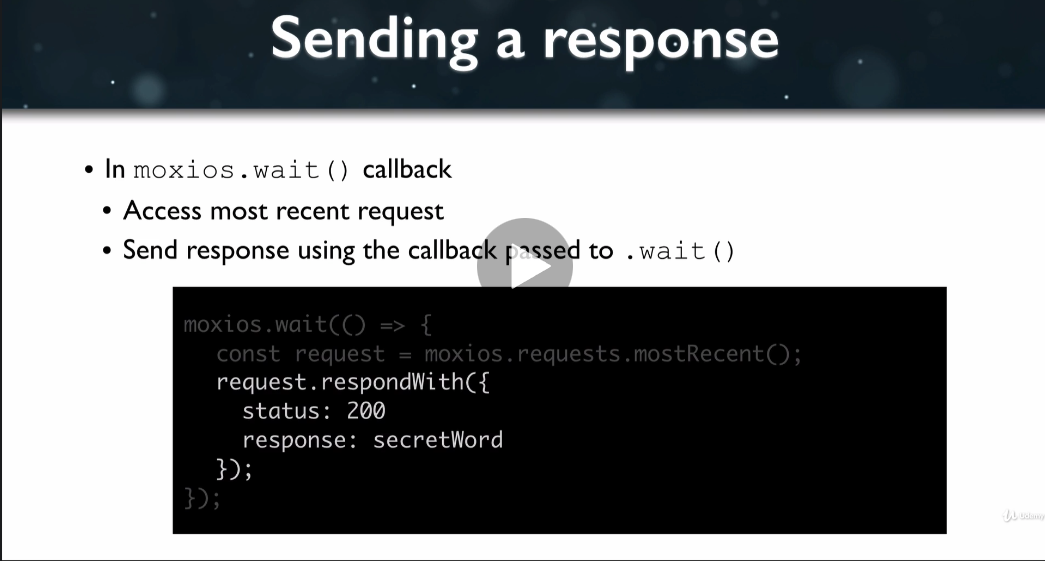 Sending a response
• In moxios.wait() callback
• Access most recent request
• Send response using the callback passed to .wait()
moxios.wait(() => {
const request = moxios.requests.mostRecent();
request.respondWith({
status: 200
response: secretWord
});
});
Udemy